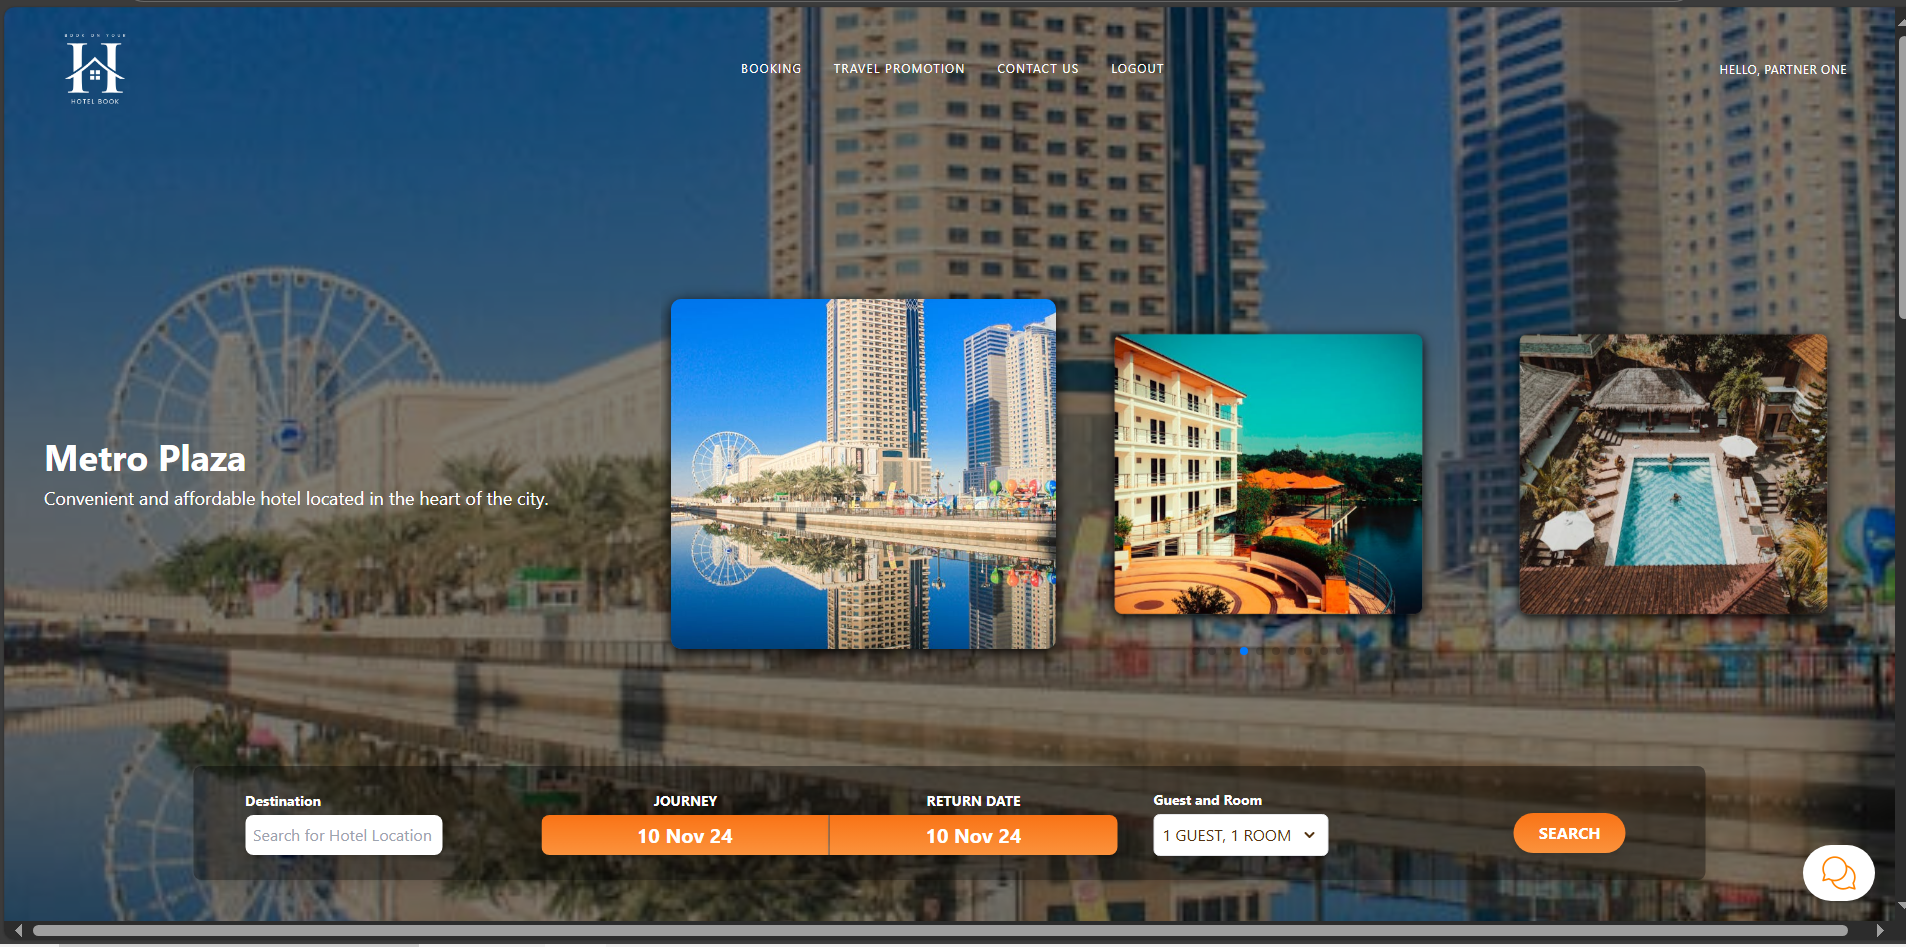 BOOK ON YOUR
H
HOTEL BOOK
BOOKING
TRAVEL PROMOTION
CONTACT US
LOGOUT
HELLO, PARTNER ONE
Metro Plaza
Convenient and affordable hotel located in the heart of the city.
Destination
Search for Hotel Location
JOURNEY
10 Nov 24
RETURN DATE
10 Nov 24
Guest and Room
1 GUEST, 1 ROOM
SEARCH